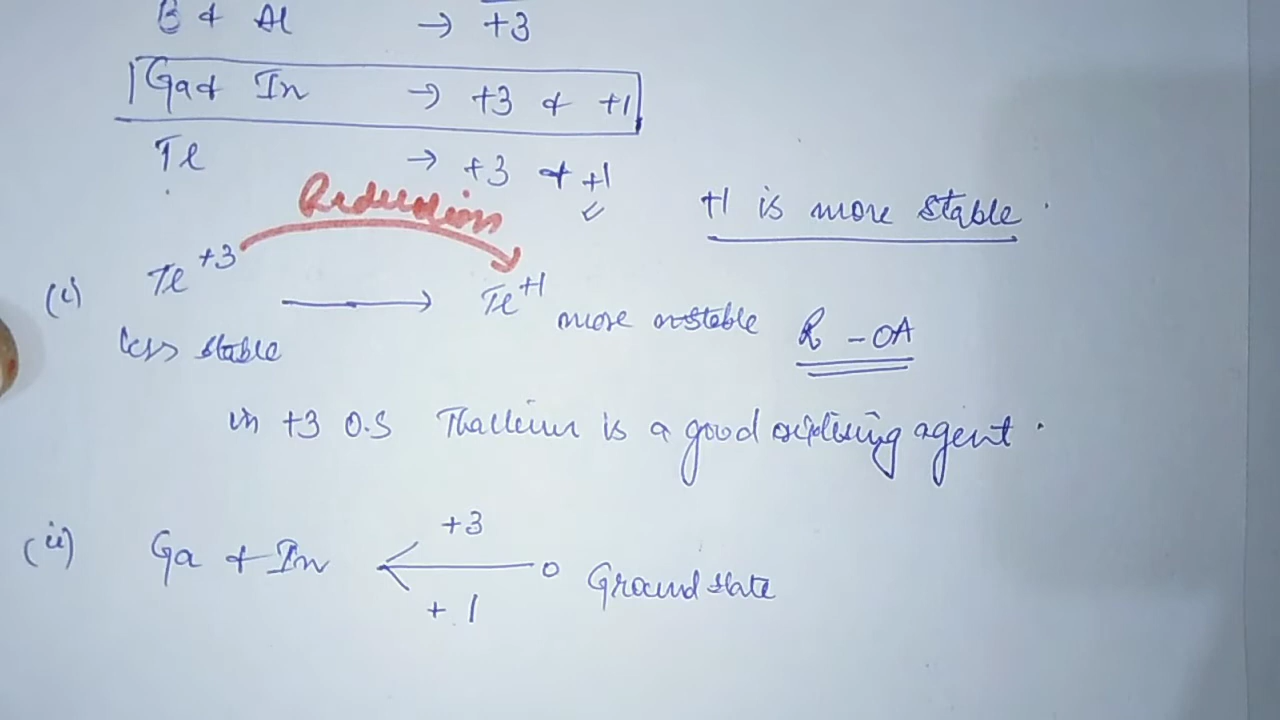 B & Al → +3
Ga & In → +3 & +1
Tl → +3 & +1
+1 is more stable
Reduction
(i) Tl +3 → Tl +1
less stable more stable R - OA
in +3 O.S Thallium is a good oxidising agent.
(ii) Ga & In +3 +1 0 Ground state